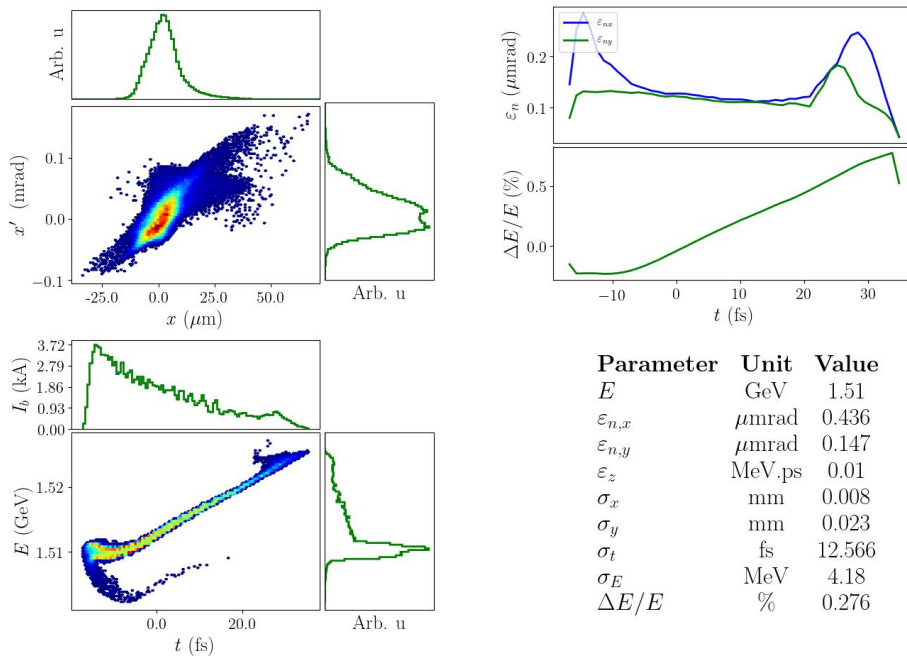 Arb. u
x′ (mrad)
0.1
0.0
−0.1
-25.0 0.0 25.0 50.0
x (μm)
Arb. u
ε_n (μmrad)
0.2
0.1
ε_nx
ε_ny
ΔE/E (%)
0.5
0.0
−10 0 10 20 30
t (fs)
I_b (kA)
3.72
2.79
1.86
0.93
0.00
E (GeV)
1.52
1.51
0.0 20.0
t (fs)
Arb. u
Parameter Unit Value
E GeV 1.51
ε_n,x μmrad 0.436
ε_n,y μmrad 0.147
ε_z MeV.ps 0.01
σ_x mm 0.008
σ_y mm 0.023
σ_t fs 12.566
σ_E MeV 4.18
ΔE/E % 0.276